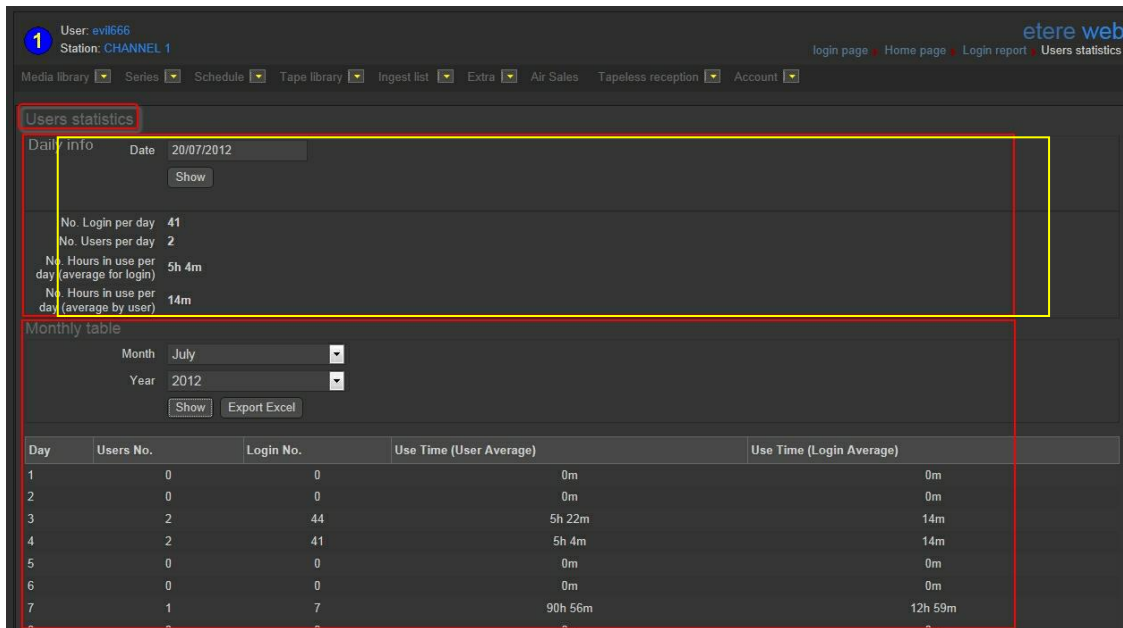 1
User: evil666
Station: CHANNEL 1
etere web
login page Home page Login report Users statistics
Media library Series Schedule Tape library Ingest list Extra Air Sales Tapeless reception Account
Users statistics
Daily info
Date 20/07/2012
Show
No. Login per day 41
No. Users per day 2
No. Hours in use per
day (average for login) 5h 4m
No. Hours in use per
day (average by user) 14m
Monthly table
Month July
Year 2012
Show Export Excel
Day Users No. Login No. Use Time (User Average) Use Time (Login Average)
1 0 0 0m 0m
2 0 0 0m 0m
3 2 44 5h 22m 14m
4 2 41 5h 4m 14m
5 0 0 0m 0m
6 0 0 0m 0m
7 1 7 90h 56m 12h 59m